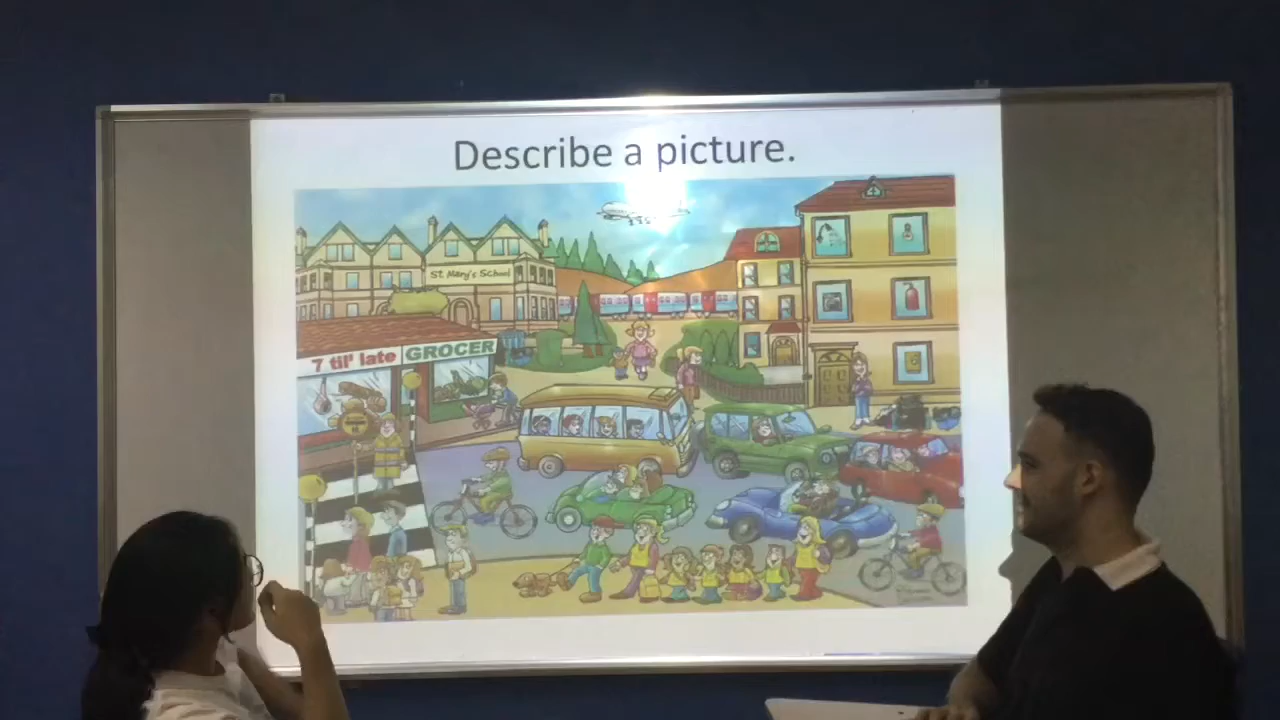 Describe a picture.
St. Mary's School
7 til' late GROCER